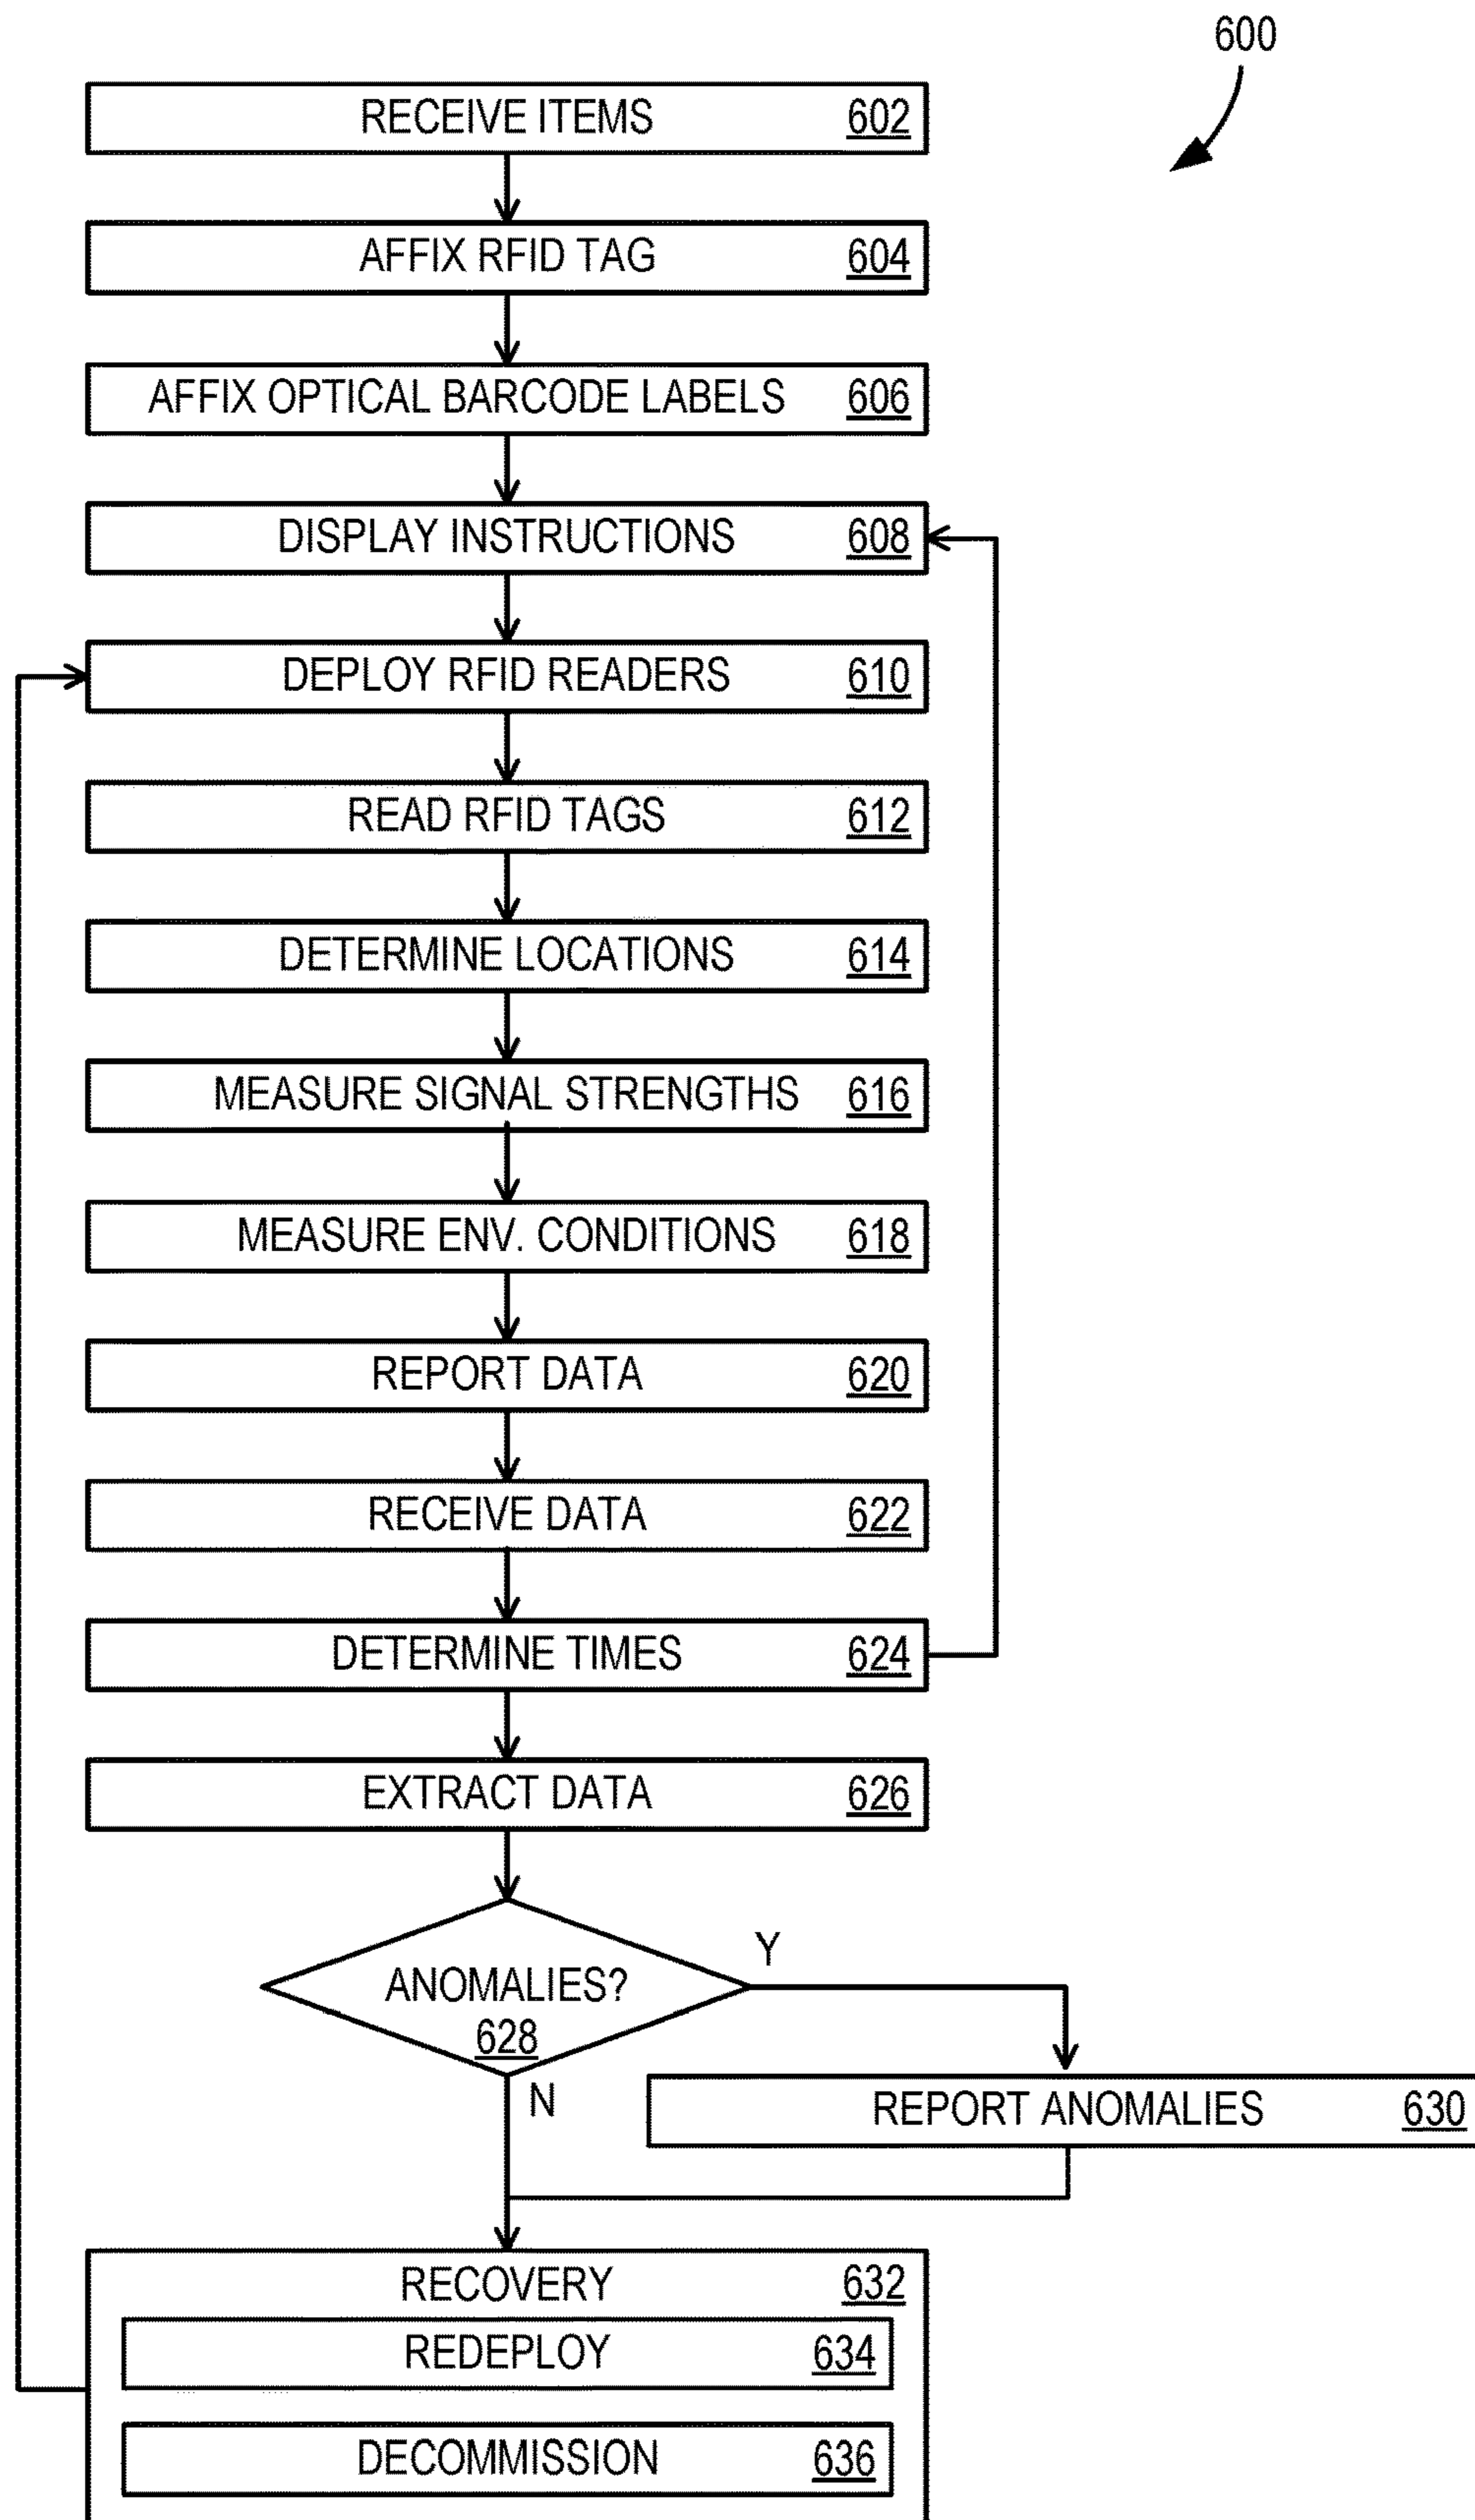 600
RECEIVE ITEMS 602
AFFIX RFID TAG 604
AFFIX OPTICAL BARCODE LABELS 606
DISPLAY INSTRUCTIONS 608
DEPLOY RFID READERS 610
READ RFID TAGS 612
DETERMINE LOCATIONS 614
MEASURE SIGNAL STRENGTHS 616
MEASURE ENV. CONDITIONS 618
REPORT DATA 620
RECEIVE DATA 622
DETERMINE TIMES 624
EXTRACT DATA 626
Y
ANOMALIES?
628
N
REPORT ANOMALIES 630
RECOVERY 632
REDEPLOY 634
DECOMMISSION 636